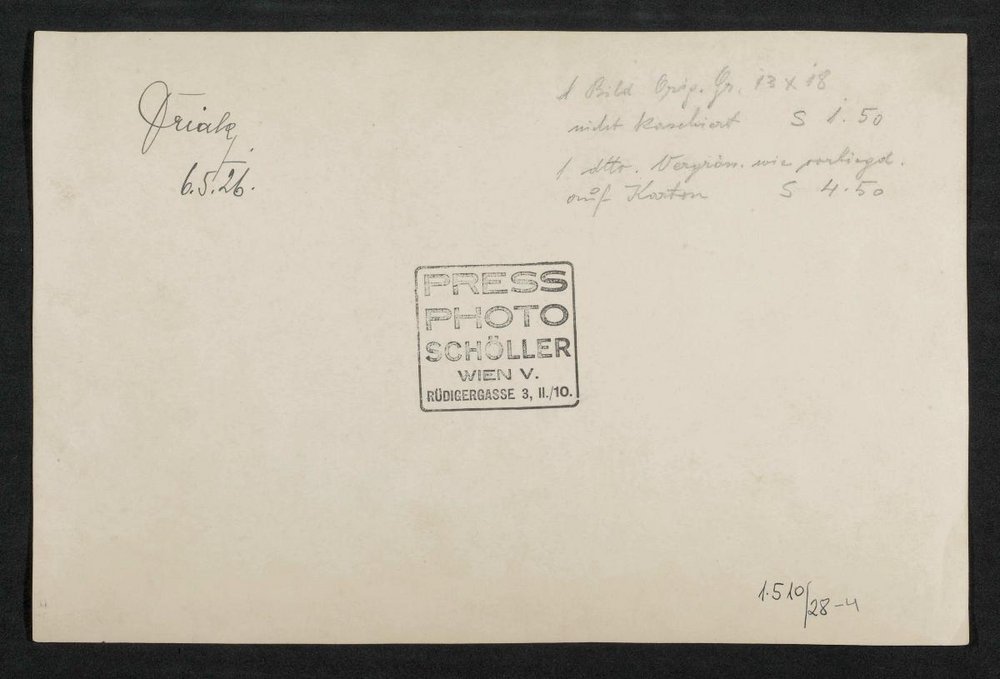 6.5.26.
1 Bild Orig. Gr. 13 x 18
nicht kaschiert S 1.50
1 dtto. Vergröss. wie vorliegd.
auf Karton S 4.50
PRESS
PHOTO
SCHÖLLER
WIEN V.
RÜDIGERGASSE 3, II./10.
1.510/28-4